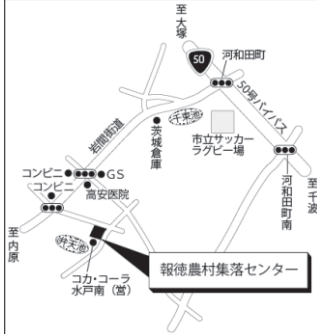 至大塚
50
河和田町
50号バイパス
千束池
岩間街道
茨城倉庫
市立サッカー
ラグビー場
コンビニ
GS
コンビニ
高安医院
河和田町南
至千波
至内原
弁天池
コカ・コーラ
水戸南（営）
報徳農村集落センター